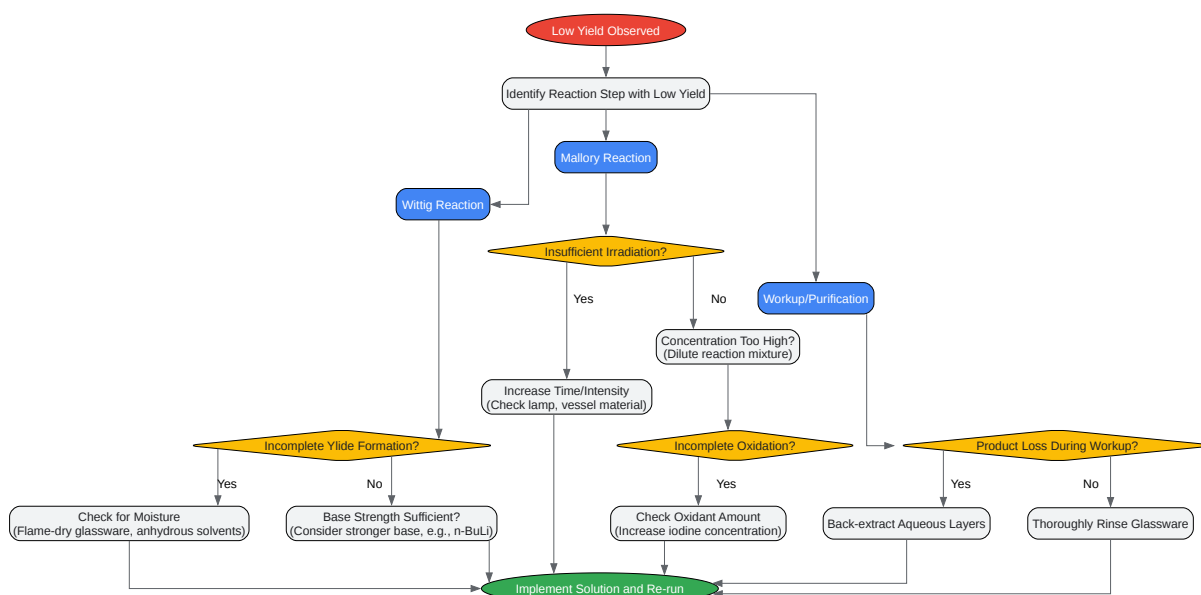 Low Yield Observed
Identify Reaction Step with Low Yield
Mallory Reaction
Wittig Reaction
Insufficient Irradiation?
Yes
No
Workup/Purification
Concentration Too High?
(Dilute reaction mixture)
Increase Time/Intensity
(Check lamp, vessel material)
Incomplete Ylide Formation?
Incomplete Oxidation?
Product Loss During Workup?
Yes
No
Yes
Yes
No
Check for Moisture
(Flame-dry glassware, anhydrous solvents)
Base Strength Sufficient?
(Consider stronger base, e.g., n-BuLi)
Check Oxidant Amount
(Increase iodine concentration)
Back-extract Aqueous Layers
Thoroughly Rinse Glassware
Implement Solution and Re-run